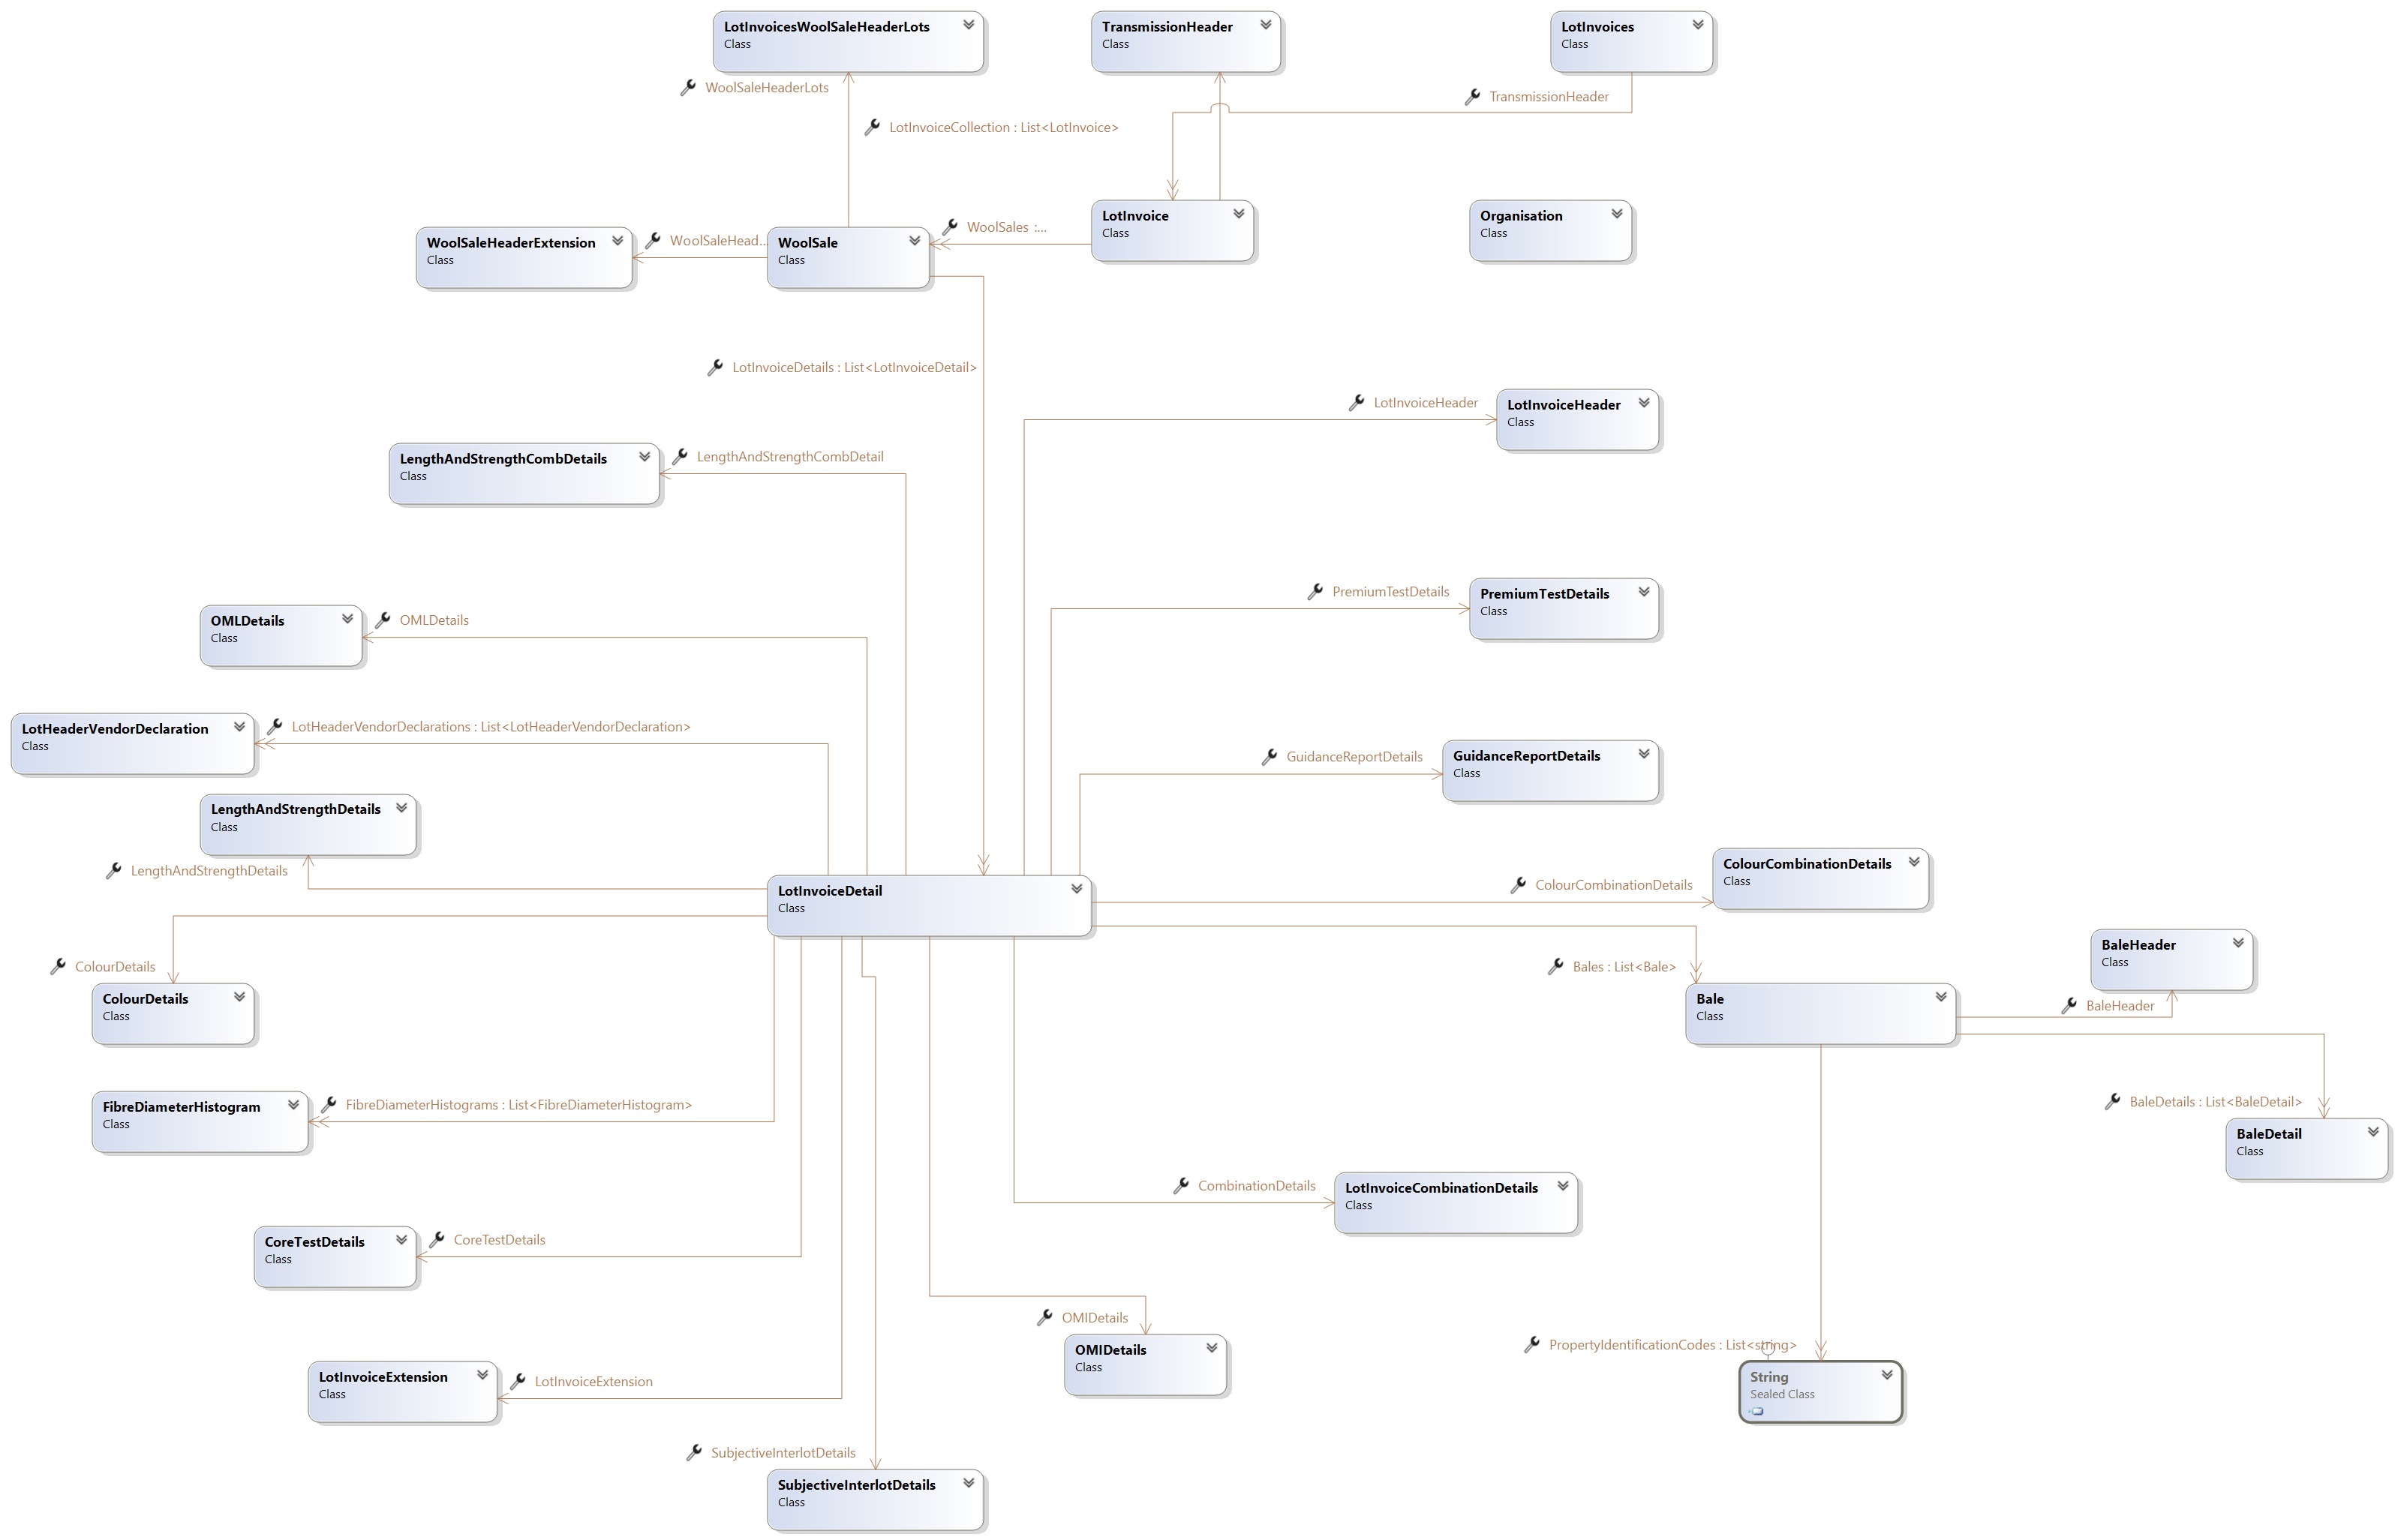 LotInvoicesWoolSaleHeaderLots
Class
TransmissionHeader
Class
LotInvoices
Class
WoolSaleHeaderLots
TransmissionHeader
LotInvoiceCollection : List<LotInvoice>
LotInvoice
Class
Organisation
Class
WoolSaleHeaderExtension
Class
WoolSaleHead...
WoolSale
Class
WoolSales :...
LotInvoiceDetails : List<LotInvoiceDetail>
LotInvoiceHeader
LotInvoiceHeader
Class
LengthAndStrengthCombDetails
Class
LengthAndStrengthCombDetail
PremiumTestDetails
PremiumTestDetails
Class
OMLDetails
Class
OMLDetails
LotHeaderVendorDeclaration
Class
LotHeaderVendorDeclarations : List<LotHeaderVendorDeclaration>
GuidanceReportDetails
GuidanceReportDetails
Class
LengthAndStrengthDetails
Class
LengthAndStrengthDetails
LotInvoiceDetail
Class
ColourCombinationDetails
ColourCombinationDetails
Class
ColourDetails
ColourDetails
Class
Bales : List<Bale>
Bale
Class
BaleHeader
Class
BaleHeader
FibreDiameterHistogram
Class
FibreDiameterHistograms : List<FibreDiameterHistogram>
BaleDetails : List<BaleDetail>
BaleDetail
Class
CombinationDetails
LotInvoiceCombinationDetails
Class
CoreTestDetails
Class
CoreTestDetails
OMIDetails
OMIDetails
Class
PropertyIdentificationCodes : List<string>
String
Sealed Class
LotInvoiceExtension
Class
LotInvoiceExtension
SubjectiveInterlotDetails
SubjectiveInterlotDetails
Class